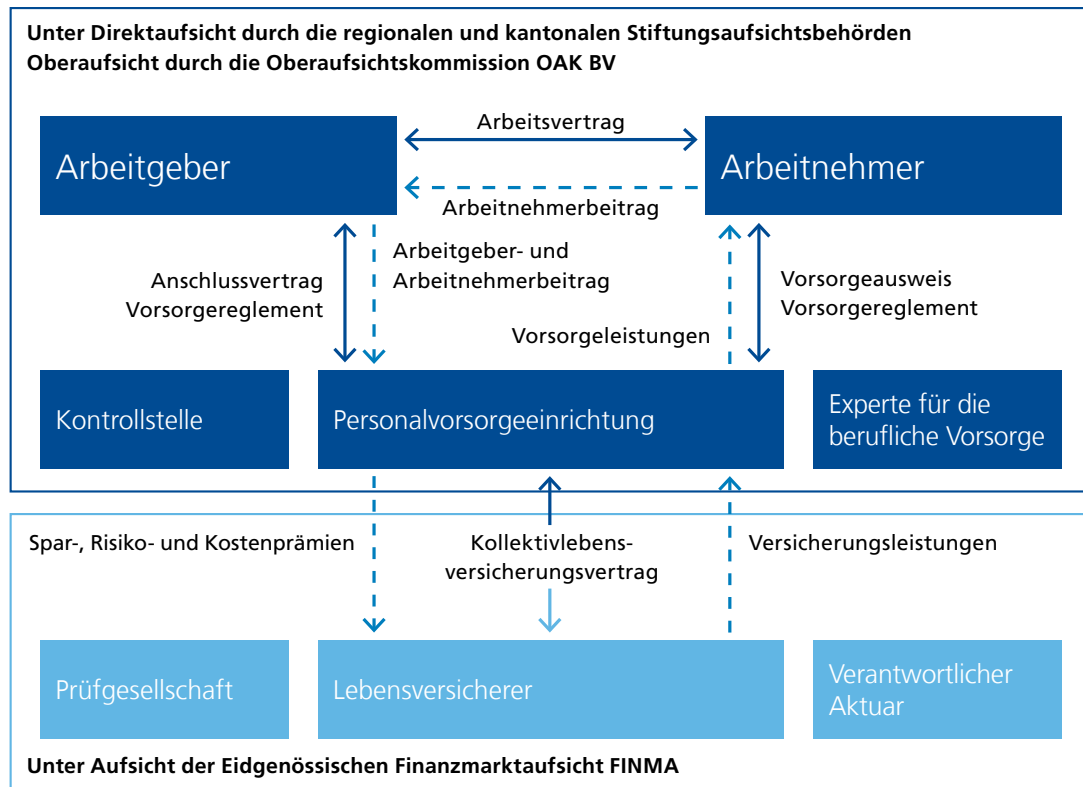 Unter Direktaufsicht durch die regionalen und kantonalen Stiftungsaufsichtsbehörden
Oberaufsicht durch die Oberaufsichtskommission OAK BV
Arbeitgeber
Arbeitsvertrag
Arbeitnehmer
Arbeitnehmerbeitrag
Anschlussvertrag
Vorsorgereglement
Arbeitgeber- und
Arbeitnehmerbeitrag
Vorsorgeleistungen
Vorsorgeausweis
Vorsorgereglement
Kontrollstelle
Personalvorsorgeeinrichtung
Experte für die
berufliche Vorsorge
Spar-, Risiko- und Kostenprämien
Kollektivlebens-
versicherungsvertrag
Versicherungsleistungen
Prüfgesellschaft
Lebensversicherer
Verantwortlicher
Aktuar
Unter Aufsicht der Eidgenössischen Finanzmarktaufsicht FINMA